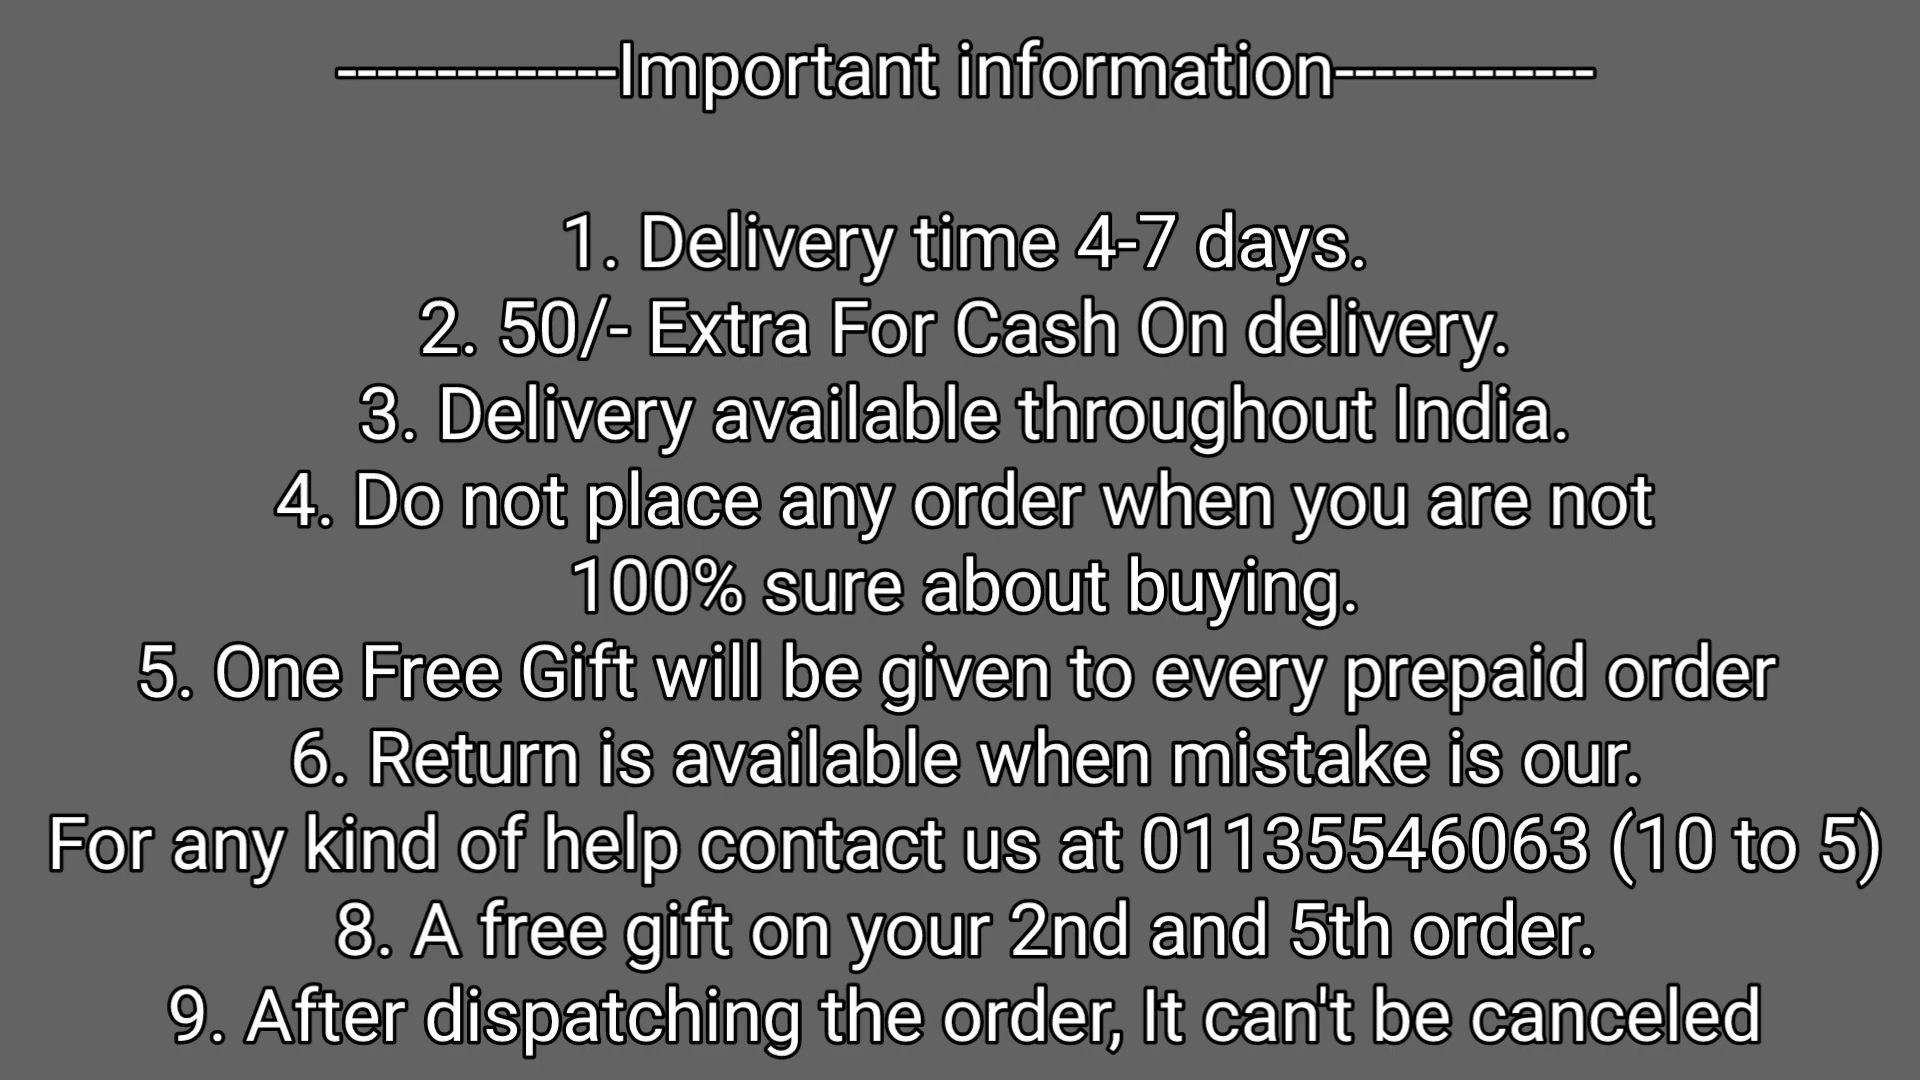 --------------Important information-------------
1. Delivery time 4-7 days.
2. 50/- Extra For Cash On delivery.
3. Delivery available throughout India.
4. Do not place any order when you are not
100% sure about buying.
5. One Free Gift will be given to every prepaid order
6. Return is available when mistake is our.
For any kind of help contact us at 01135546063 (10 to 5)
8. A free gift on your 2nd and 5th order.
9. After dispatching the order, It can't be canceled